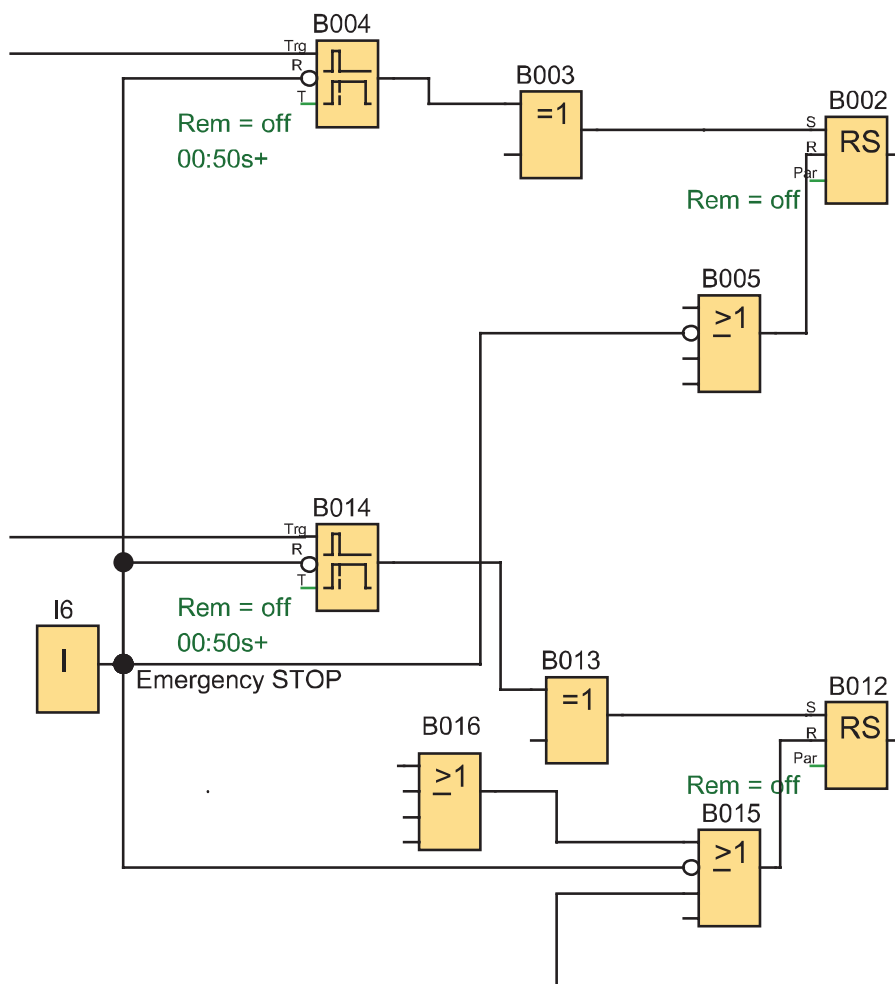 B004
Trg
R
T
Rem = off
00:50s+
B003
=1
B002
S
R
Par
RS
Rem = off
B005
≥1
B014
Trg
R
T
Rem = off
00:50s+
I6
I
Emergency STOP
B013
=1
B012
S
R
Par
RS
Rem = off
B016
≥1
B015
≥1